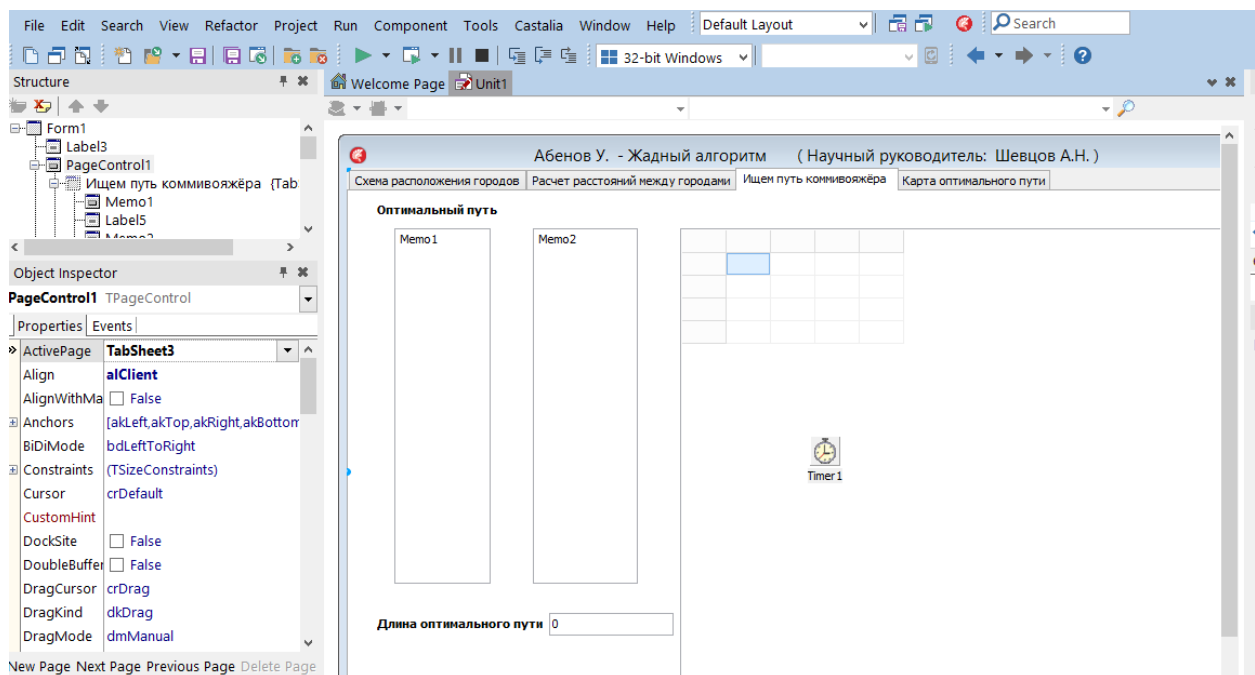 File Edit Search View Refactor Project Run Component Tools Castalia Window Help Default Layout Search
32-bit Windows
Structure
Welcome Page Unit1
Form1
Label3
PageControl1
Ищем путь коммивояжёра {Tab
Memo1
Label5
Memo2
Object Inspector
PageControl1 TPageControl
Properties Events
ActivePage TabSheet3
Align alClient
AlignWithMa False
Anchors [akLeft,akTop,akRight,akBottom
BiDiMode bdLeftToRight
Constraints (TSizeConstraints)
Cursor crDefault
CustomHint
DockSite False
DoubleBuffer False
DragCursor crDrag
DragKind dkDrag
DragMode dmManual
New Page Next Page Previous Page Delete Page
Абенов У. - Жадный алгоритм ( Научный руководитель: Шевцов А.Н. )
Схема расположения городов Расчет расстояний между городами Ищем путь коммивояжёра Карта оптимального пути
Оптимальный путь
Memo1 Memo2
Timer1
Длина оптимального пути 0